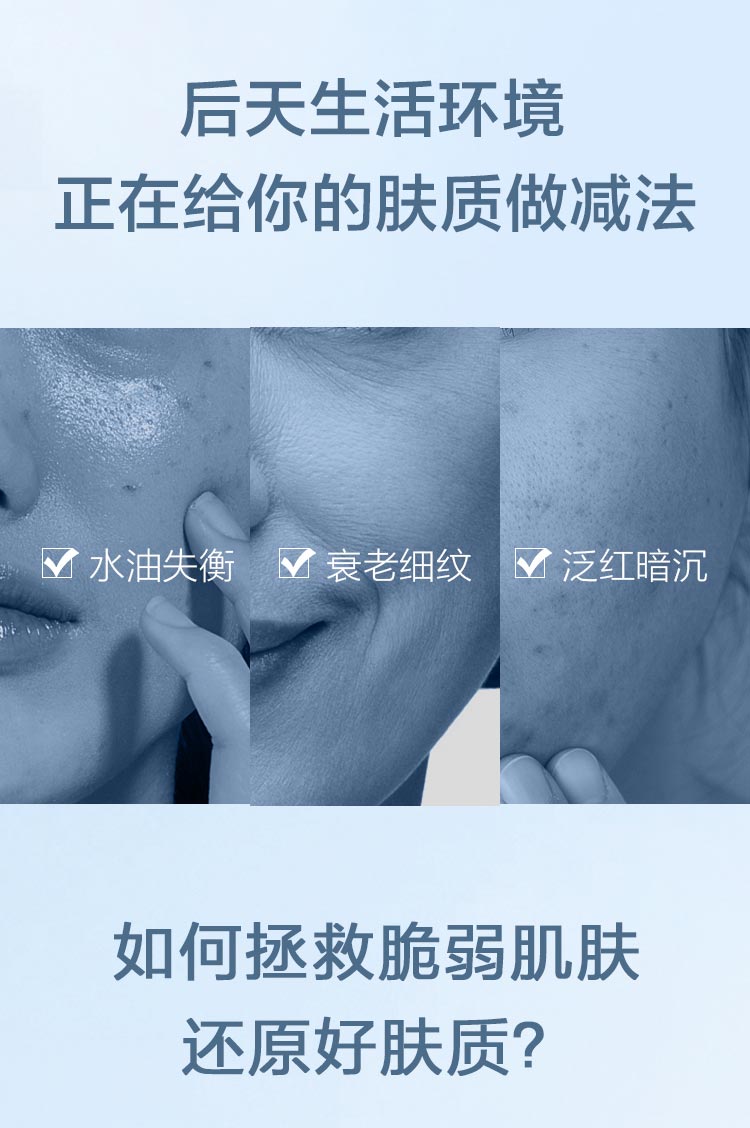 后天生活环境
正在给你的肤质做减法
水油失衡
衰老细纹
泛红暗沉
如何拯救脆弱肌肤
还原好肤质?